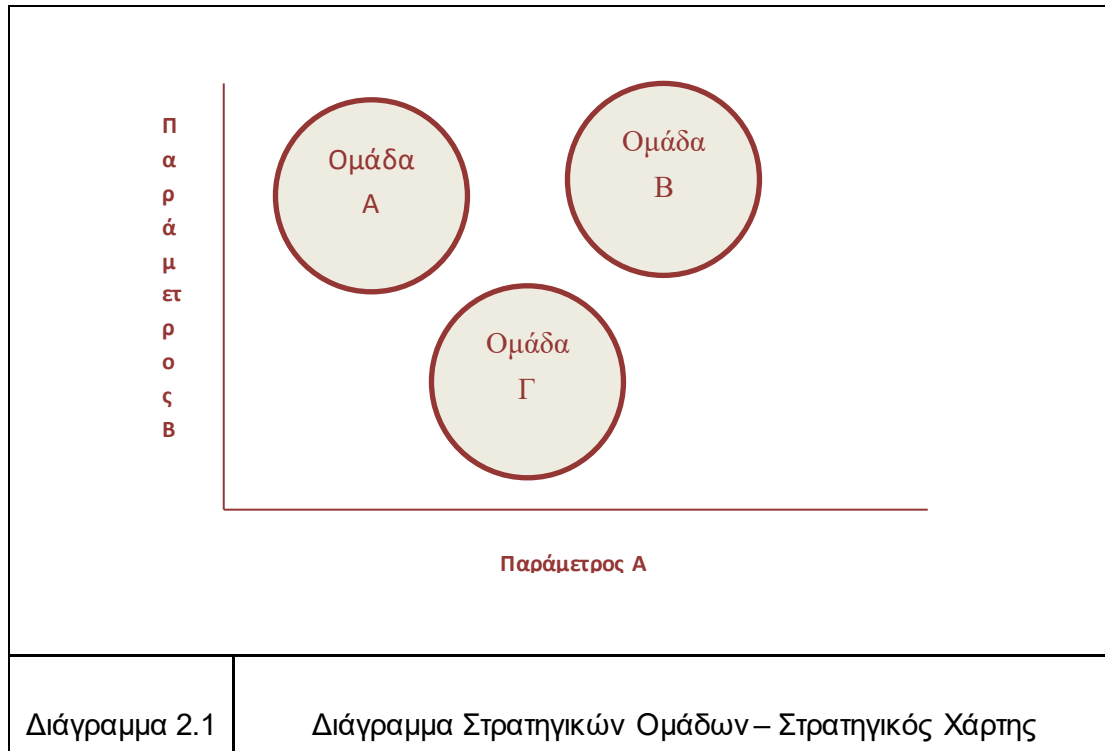 Π
α
ρ
ά
μ
ετ
ρ
ο
ς
Β
Ομάδα
Α
Ομάδα
Β
Ομάδα
Γ
Παράμετρος Α
Διάγραμμα 2.1
Διάγραμμα Στρατηγικών Ομάδων – Στρατηγικός Χάρτης